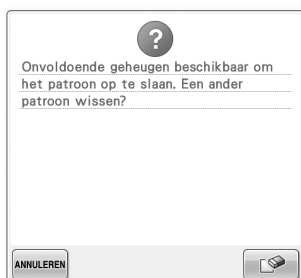 ?
Onvoldoende geheugen beschikbaar om
het patroon op te slaan. Een ander
patroon wissen?
ANNULEREN